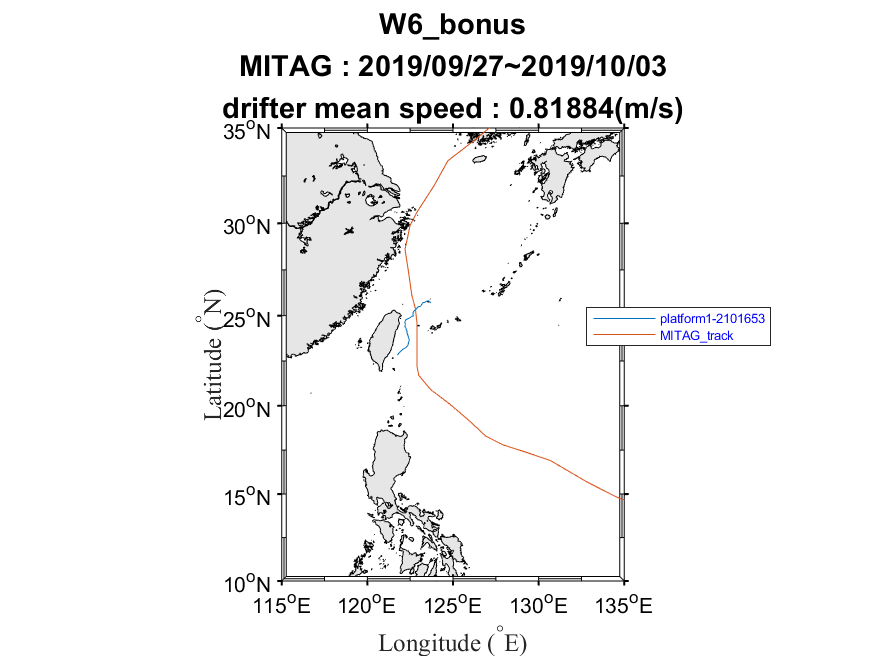 W6_bonus
MITAG : 2019/09/27~2019/10/03
drifter mean speed : 0.81884(m/s)
35°N
30°N
25°N
20°N
15°N
10°N
115°E 120°E 125°E 130°E 135°E
Latitude (°N)
Longitude (°E)
platform1-2101653
MITAG_track